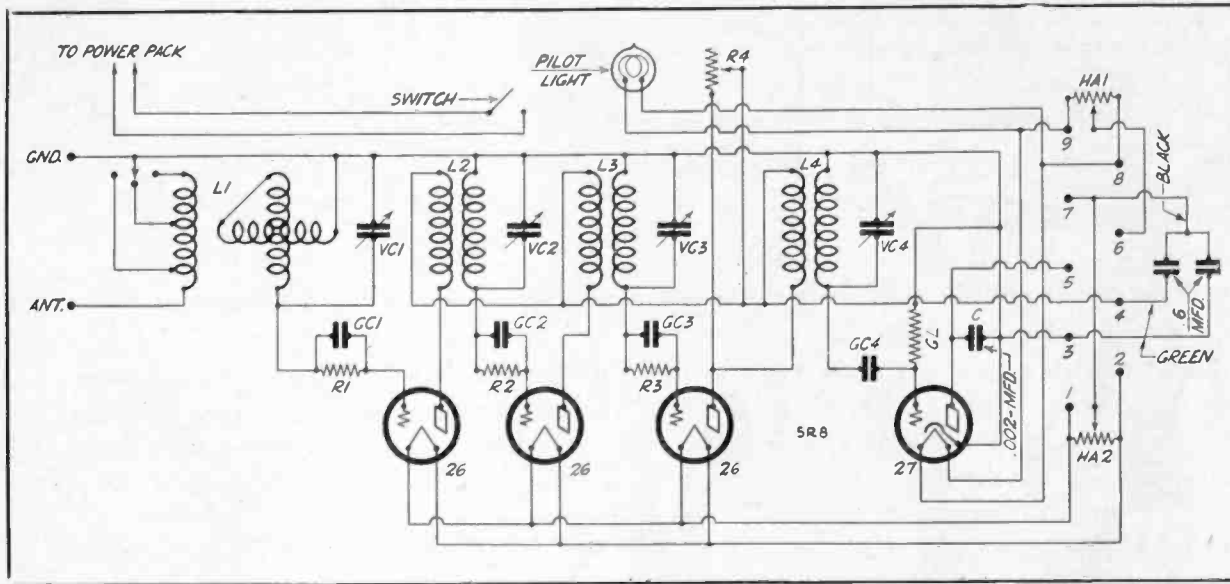 TO POWER PACK
SWITCH
PILOT
LIGHT
R4
HA1
GND.
L1
L2
L3
L4
9
8
BLACK
7
VC1
VC2
VC3
VC4
6
5
ANT.
4
.6
MFD.
GC1
GC2
GC3
GC4
GL
C
3
GREEN
2
R1
R2
R3
.002-MFD.
1
SR8
26
26
26
27
HA2